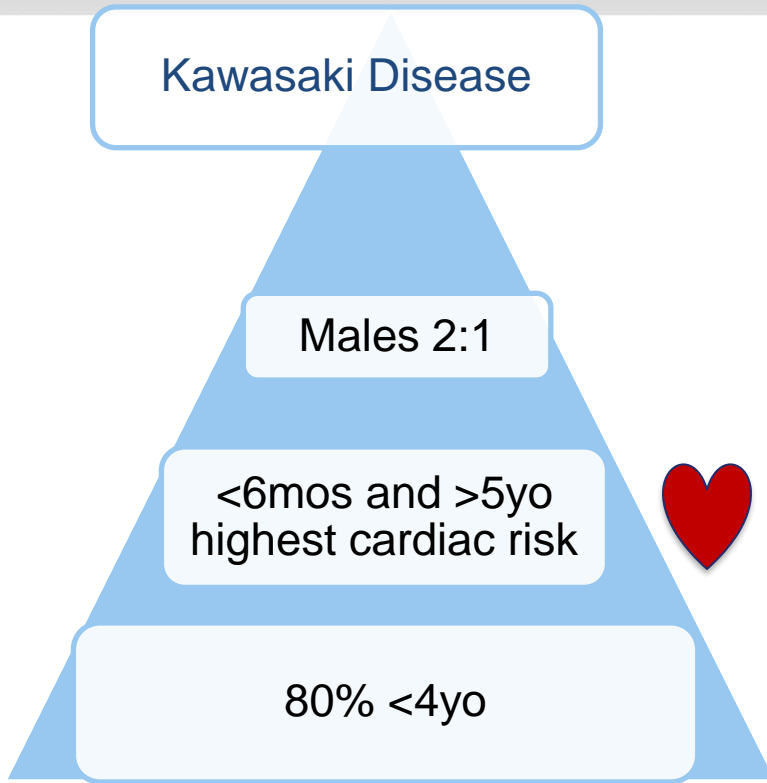 Kawasaki Disease
Males 2:1
<6mos and >5yo
highest cardiac risk
80% <4yo